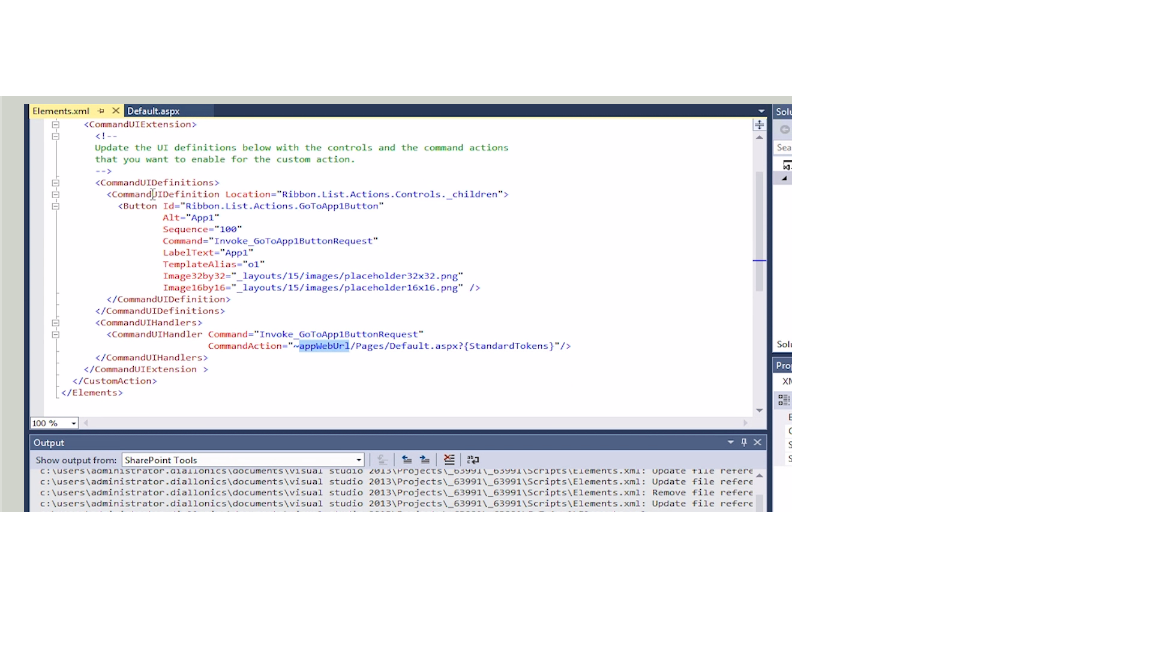 Elements.xml
Default.aspx
Solu
<CommandUIExtension>
<!--
Sea
Update the UI definitions below with the controls and the command actions
that you want to enable for the custom action.
-->
<CommandUIDefinitions>
<CommandUIDefinition Location="Ribbon.List.Actions.Controls._children">
<Button Id="Ribbon.List.Actions.GoToApp1Button"
Alt="App1"
Sequence="100"
Command="Invoke_GoToApp1ButtonRequest"
LabelText="App1"
TemplateAlias="o1"
Image32by32="_layouts/15/images/placeholder32x32.png"
Image16by16="_layouts/15/images/placeholder16x16.png" />
</CommandUIDefinition>
</CommandUIDefinitions>
<CommandUIHandlers>
<CommandUIHandler Command="Invoke_GoToApp1ButtonRequest"
CommandAction="~appWebUrl/Pages/Default.aspx?{StandardTokens}"/>
Solu
</CommandUIHandlers>
</CommandUIExtension >
Prop
</CustomAction>
XM
</Elements>
100 %
Output
Show output from: SharePoint Tools
c:\users\administrator.diallonics\documents\visual studio 2013\Projects\_63991\_63991\Scripts\Elements.xml: Update file refere
c:\users\administrator.diallonics\documents\visual studio 2013\Projects\_63991\_63991\Scripts\Elements.xml: Update file refere
c:\users\administrator.diallonics\documents\visual studio 2013\Projects\_63991\_63991\Scripts\Elements.xml: Remove file refere
c:\users\administrator.diallonics\documents\visual studio 2013\Projects\_63991\_63991\Scripts\Elements.xml: Update file refere